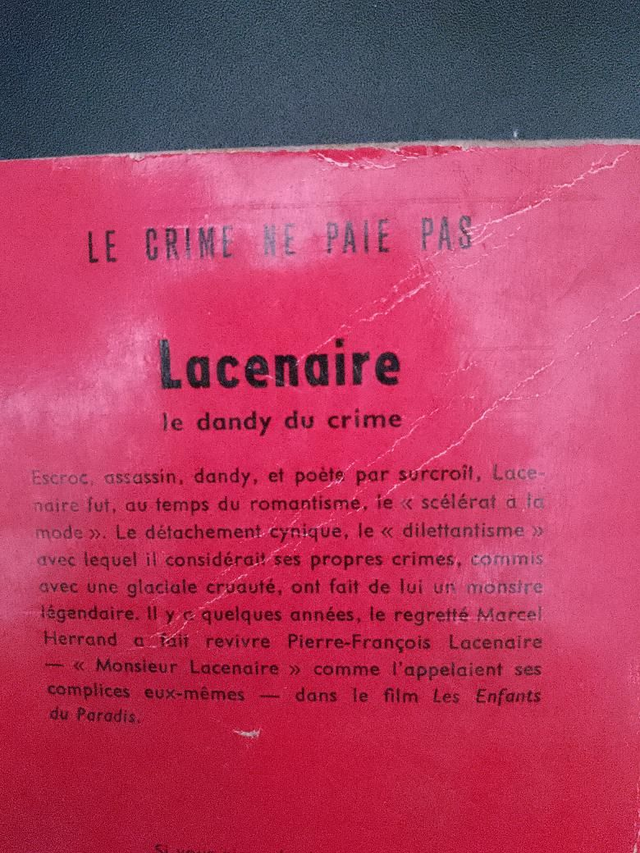 LE CRIME NE PAIE PAS
Lacenaire
le dandy du crime
Escroc, assassin, dandy, et poète par surcroît, Lace-
naire fut, au temps du romantisme, le « scélérat à la
mode ». Le détachement cynique, le « dilettantisme »
avec lequel il considérait ses propres crimes, commis
avec une glaciale cruauté, ont fait de lui un monstre
légendaire. Il y a quelques années, le regretté Marcel
Herrand a fait revivre Pierre-François Lacenaire
— « Monsieur Lacenaire » comme l'appelaient ses
complices eux-mêmes — dans le film Les Enfants
du Paradis.
Si vous